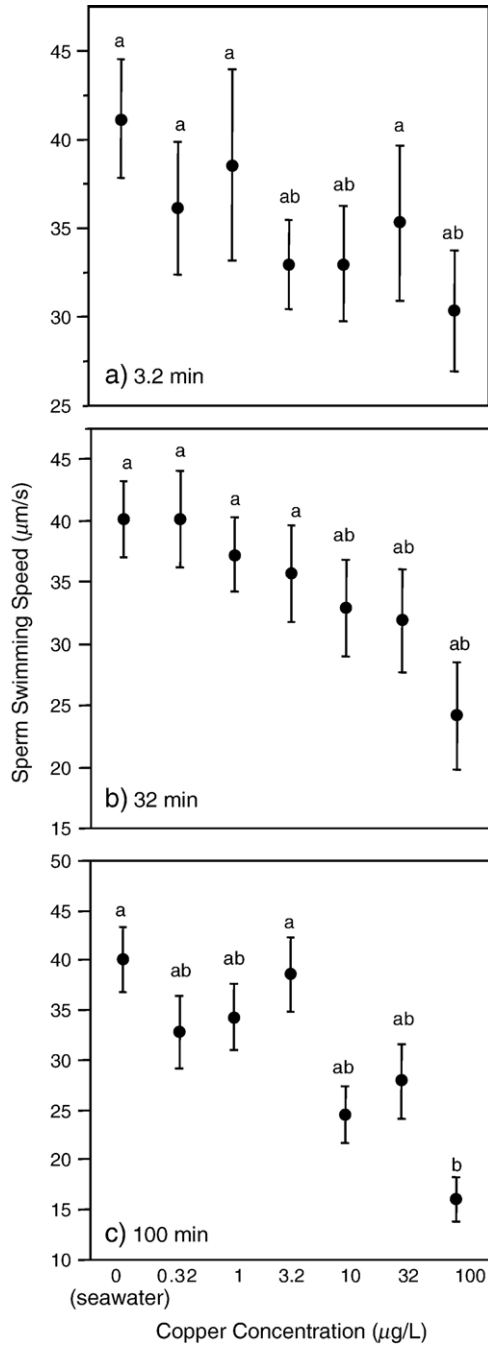 45
40
35
30
25
a a a ab ab a ab
a) 3.2 min
Sperm Swimming Speed (μm/s)
45
40
35
30
25
20
15
a a a a ab ab ab
b) 32 min
50
45
40
35
30
25
20
15
10
a ab ab a ab ab b
c) 100 min
0 0.32 1 3.2 10 32 100
(seawater)
Copper Concentration (μg/L)